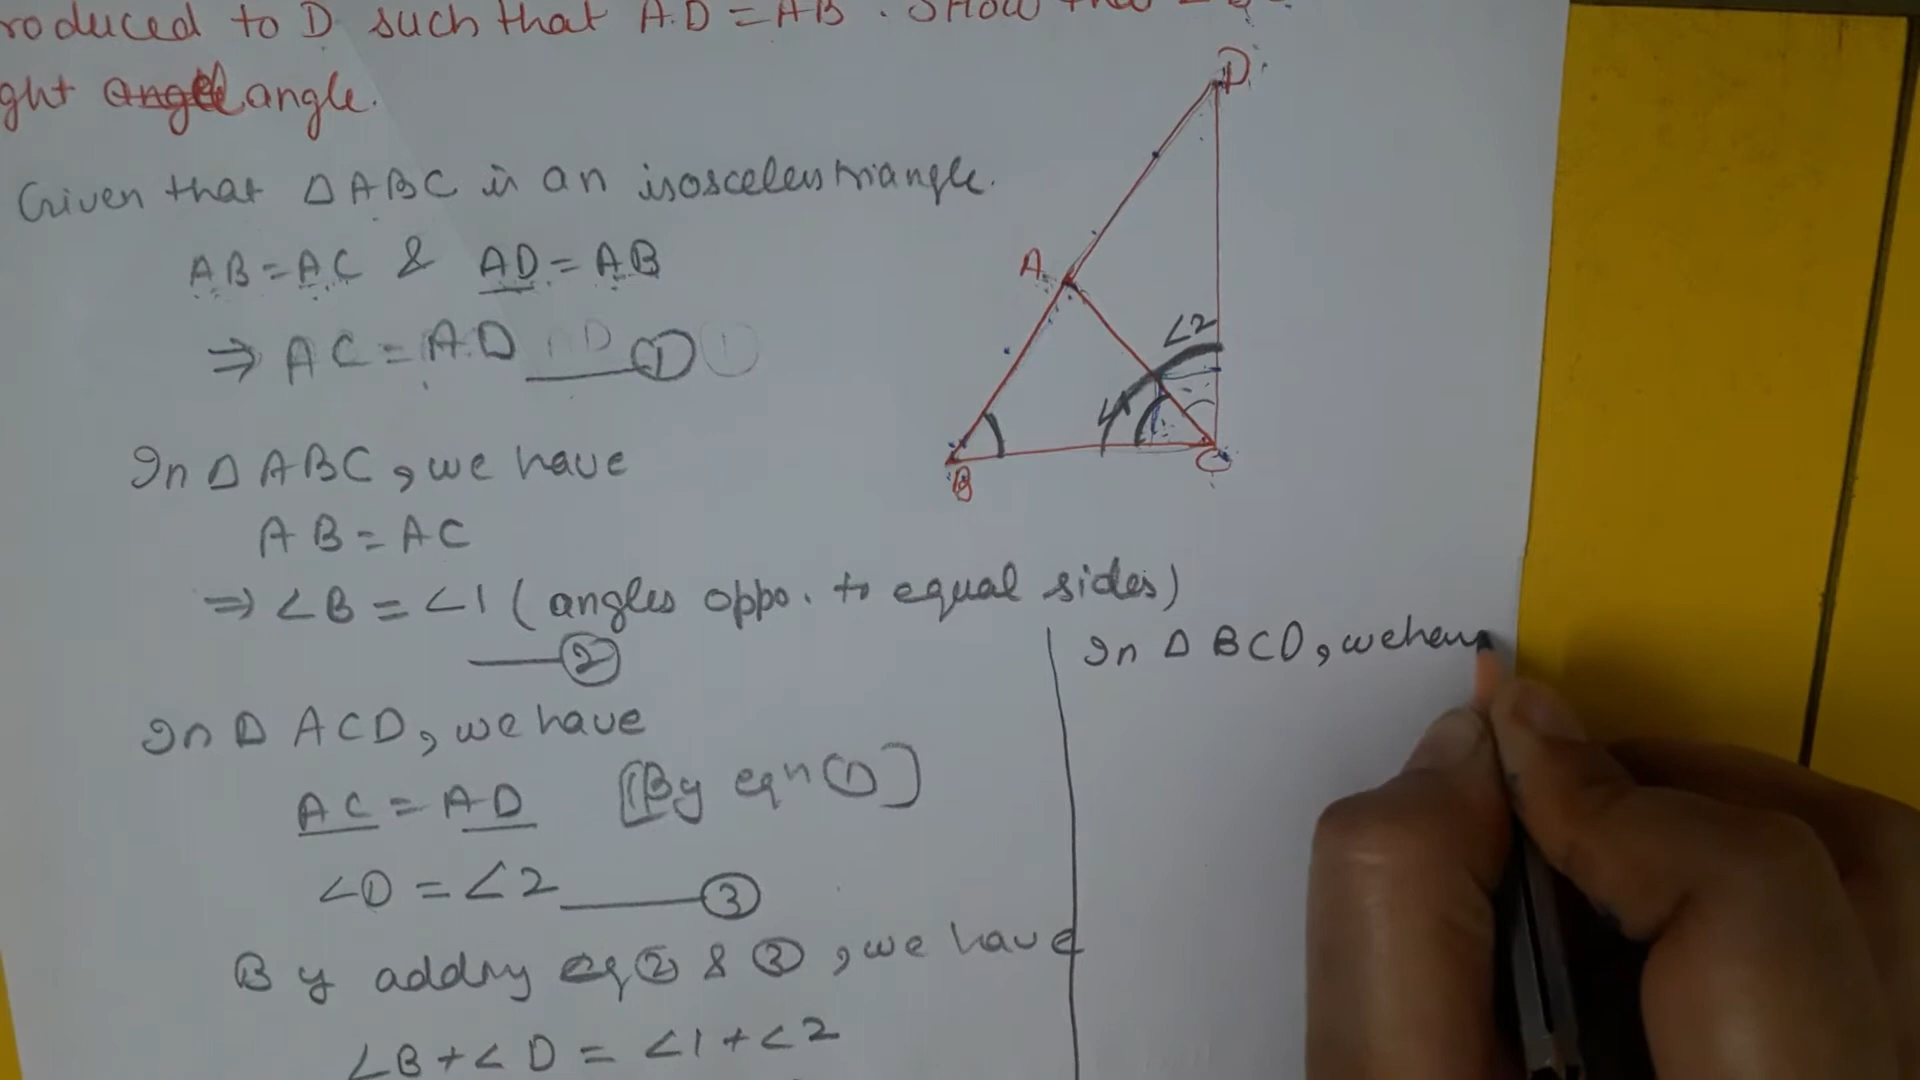 roduced to D such that AD = AB. Show
ght angle.
Given that △ABC is an isosceles triangle.
AB = AC & AD = AB
⇒ AC = AD ——①
In △ABC, we have
AB = AC
⇒ ∠B = ∠1 (angles oppo. to equal sides)
——②
In △ ACD, we have
AC = AD [By eqn ①]
∠D = ∠2 ——③
By adding eq ② & ③, we have
∠B + ∠D = ∠1 + ∠2
In △ BCD, we
D
A
∠2
B
C